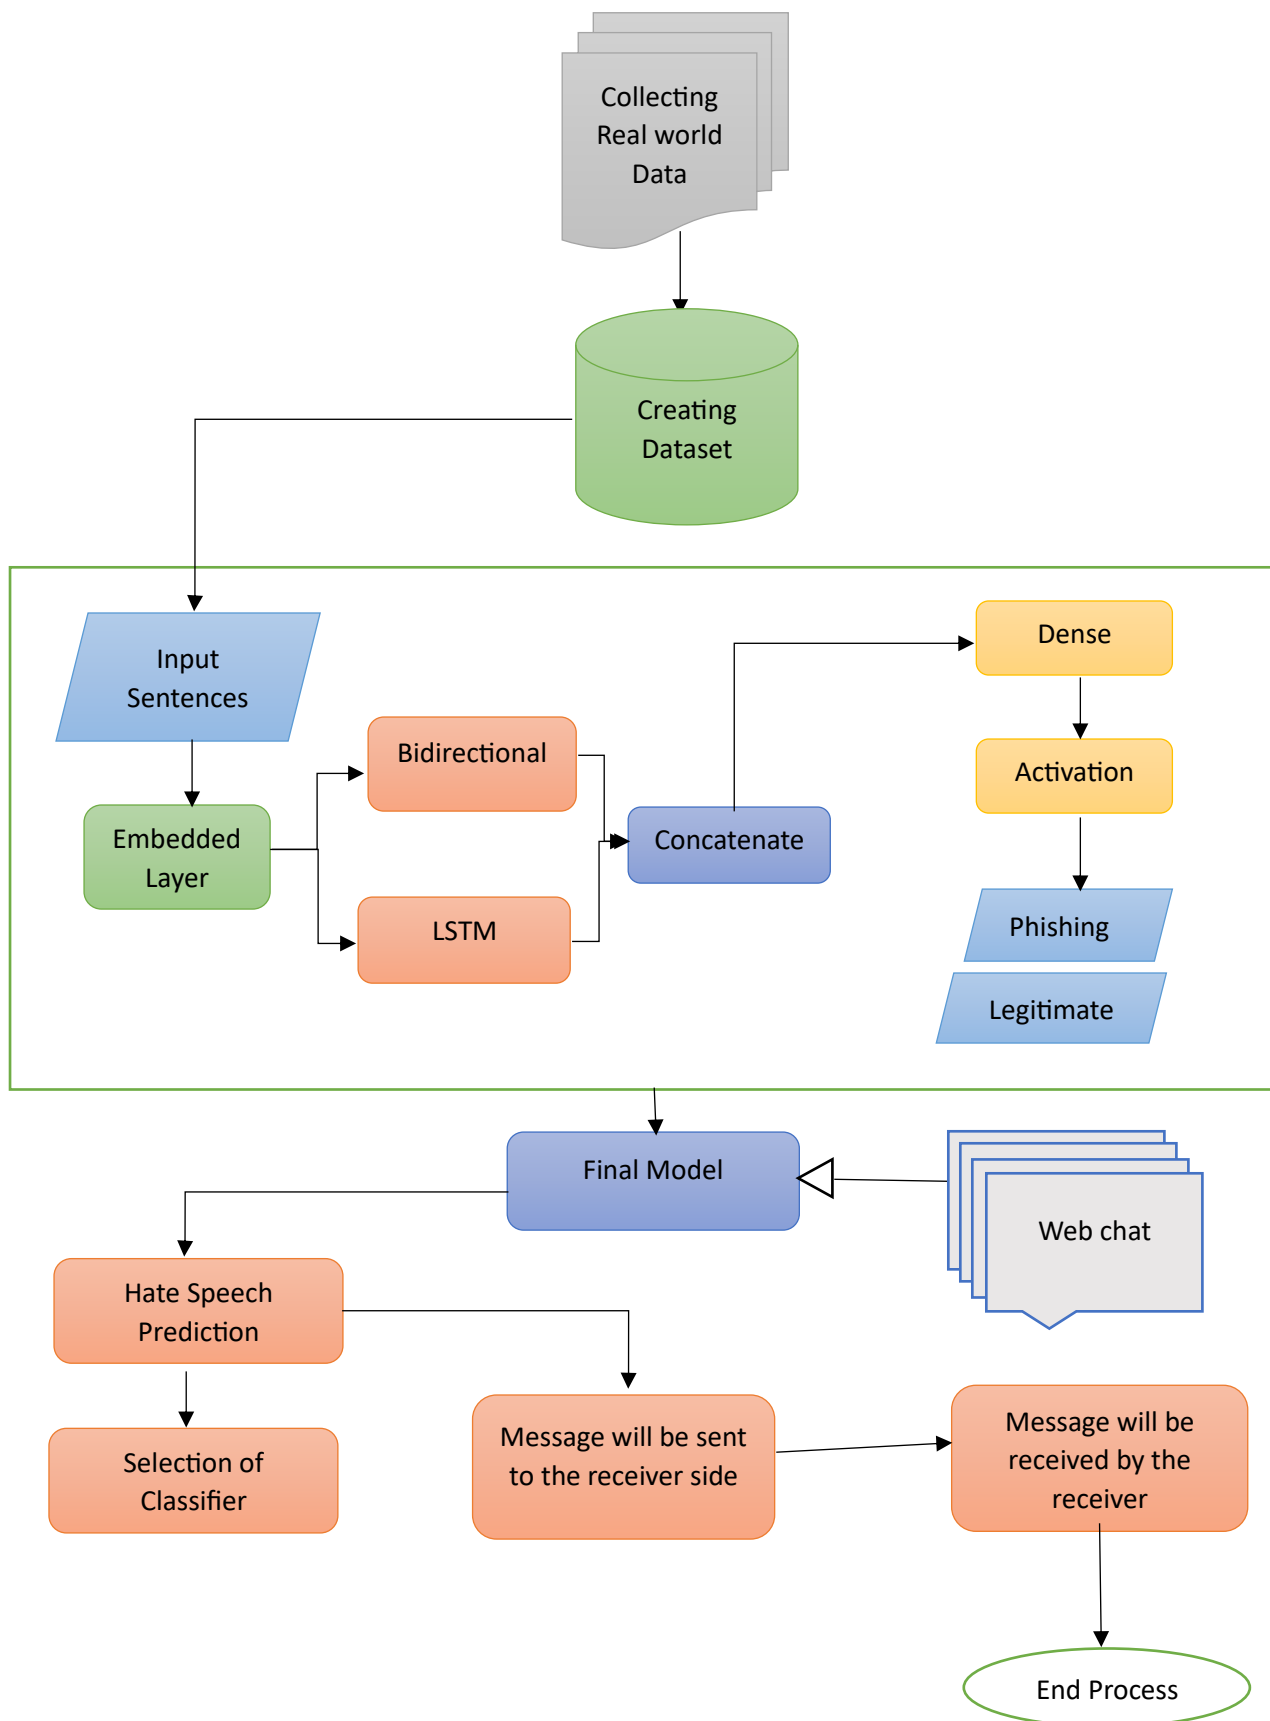 Collecting
Real world
Data
Creating
Dataset
Input
Sentences
Embedded
Layer
Bidirectional
LSTM
Concatenate
Dense
Activation
Phishing
Legitimate
Final Model
Web chat
Hate Speech
Prediction
Selection of
Classifier
Message will be sent
to the receiver side
Message will be
received by the
receiver
End Process